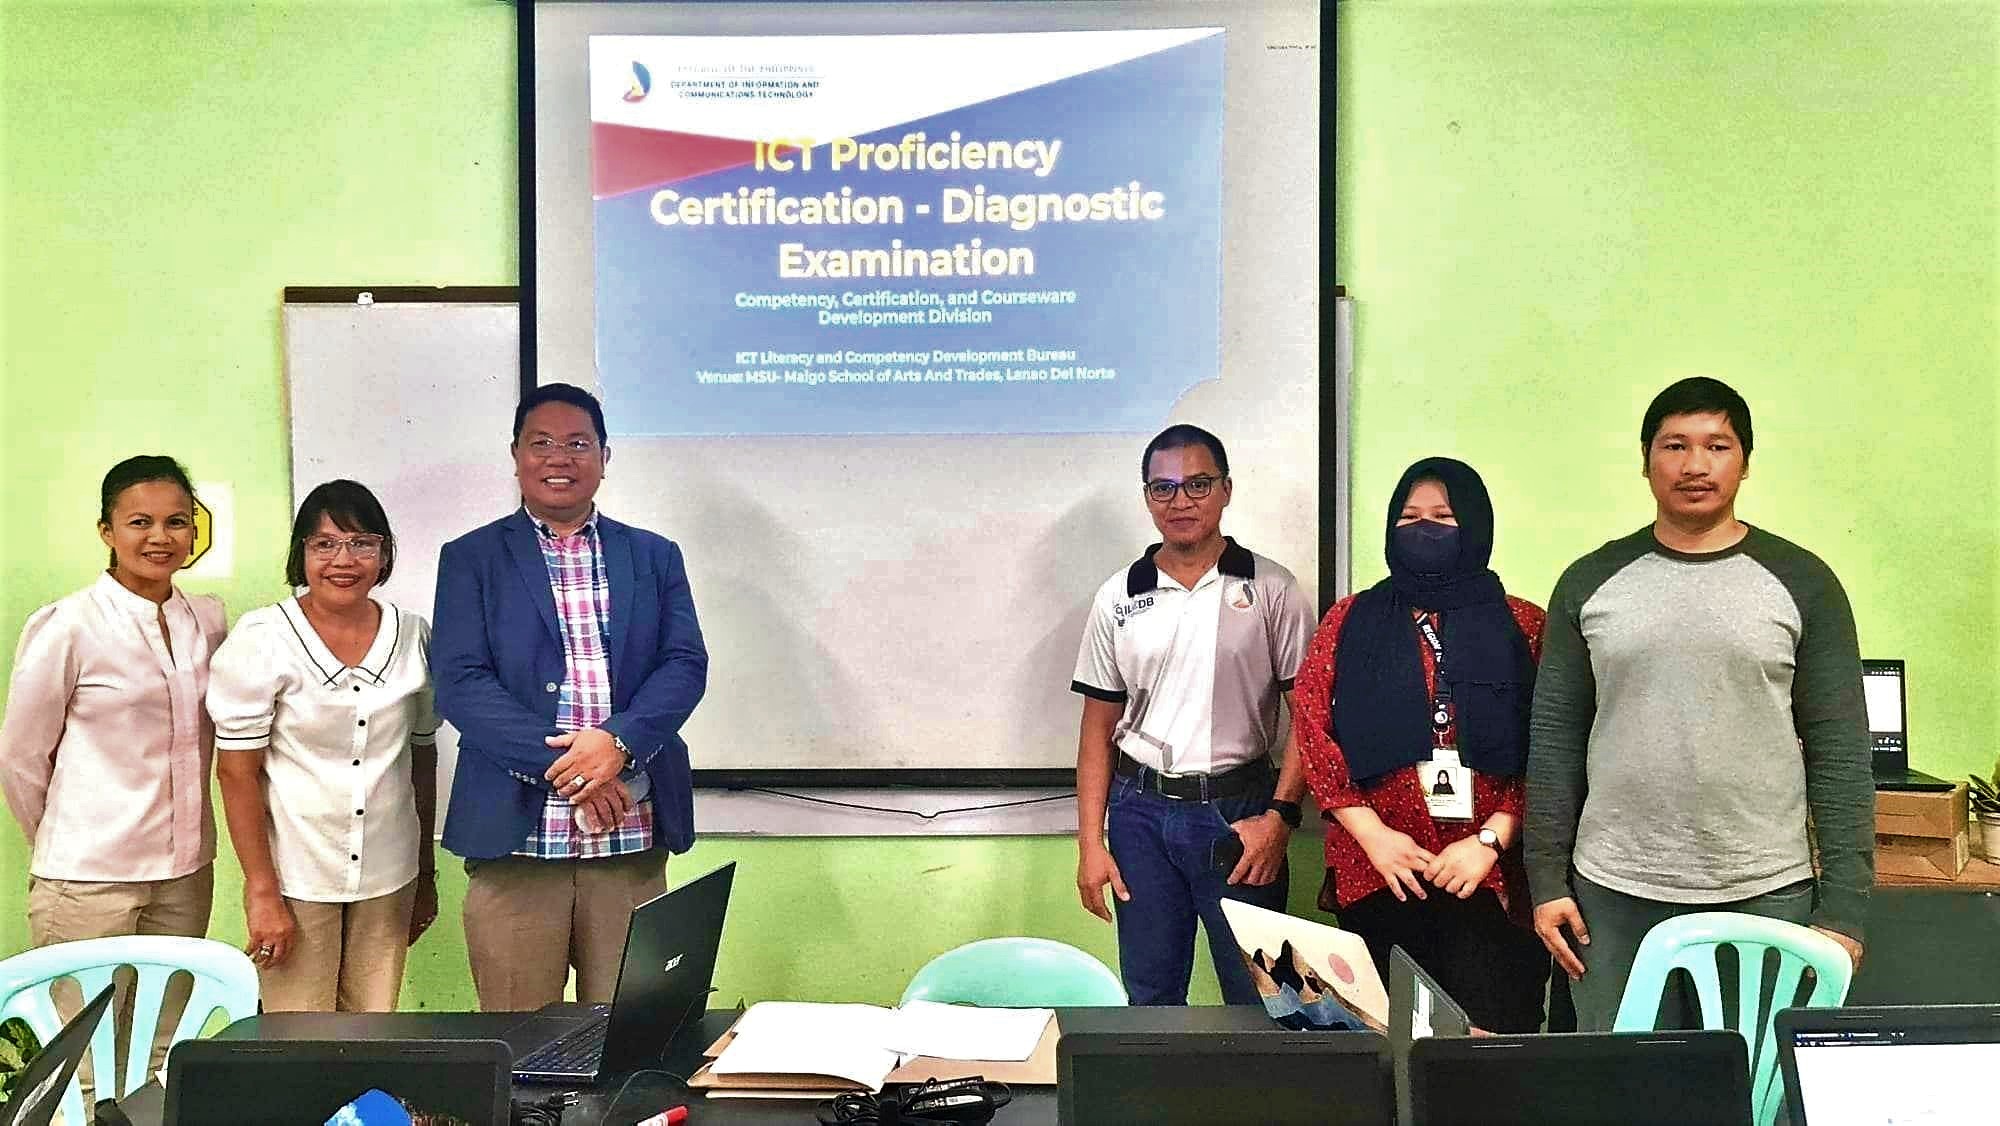 REPUBLIC OF THE PHILIPPINES
DEPARTMENT OF INFORMATION AND
COMMUNICATIONS TECHNOLOGY
ICT Proficiency
Certification - Diagnostic
Examination
Competency, Certification, and Courseware
Development Division
ICT Literacy and Competency Development Bureau
Venue: MSU- Maigo School of Arts And Trades, Lanao Del Norte
ILCDB
REGION
acer